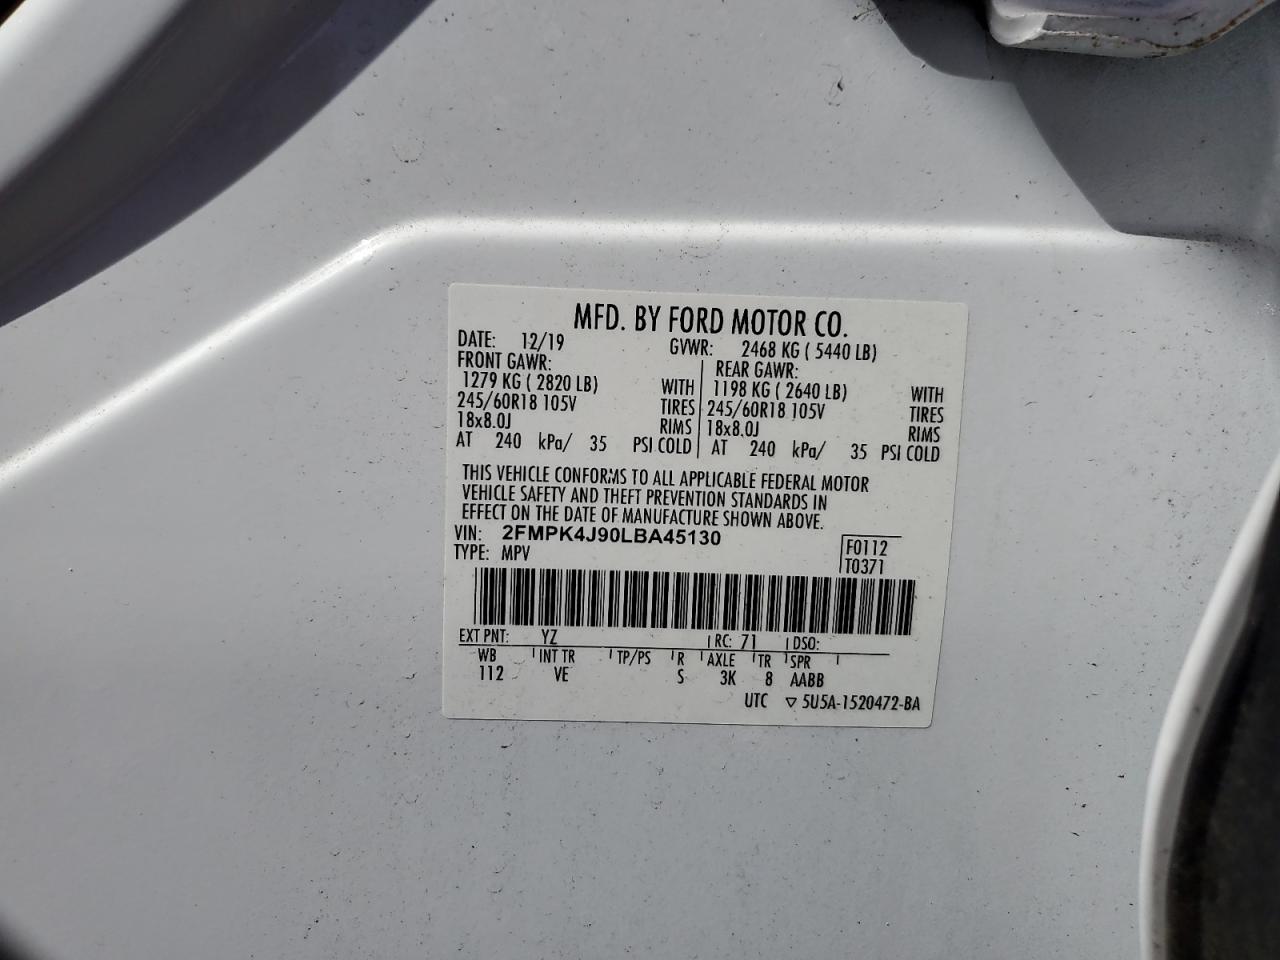 MFD. BY FORD MOTOR CO.
DATE: 12/19 GVWR: 2468 KG ( 5440 LB)
FRONT GAWR: REAR GAWR:
1279 KG ( 2820 LB) WITH 1198 KG ( 2640 LB) WITH
245/60R18 105V TIRES 245/60R18 105V TIRES
18x8.0J RIMS 18x8.0J RIMS
AT 240 kPa/ 35 PSI COLD AT 240 kPa/ 35 PSI COLD
THIS VEHICLE CONFORMS TO ALL APPLICABLE FEDERAL MOTOR
VEHICLE SAFETY AND THEFT PREVENTION STANDARDS IN
EFFECT ON THE DATE OF MANUFACTURE SHOWN ABOVE.
VIN: 2FMPK4J90LBA45130 F0112
TYPE: MPV T0371
EXT PNT: YZ RC: 71 DSO:
WB INT TR TP/PS R AXLE TR SPR
112 VE S 3K 8 AABB
UTC ▽ 5U5A-1520472-BA